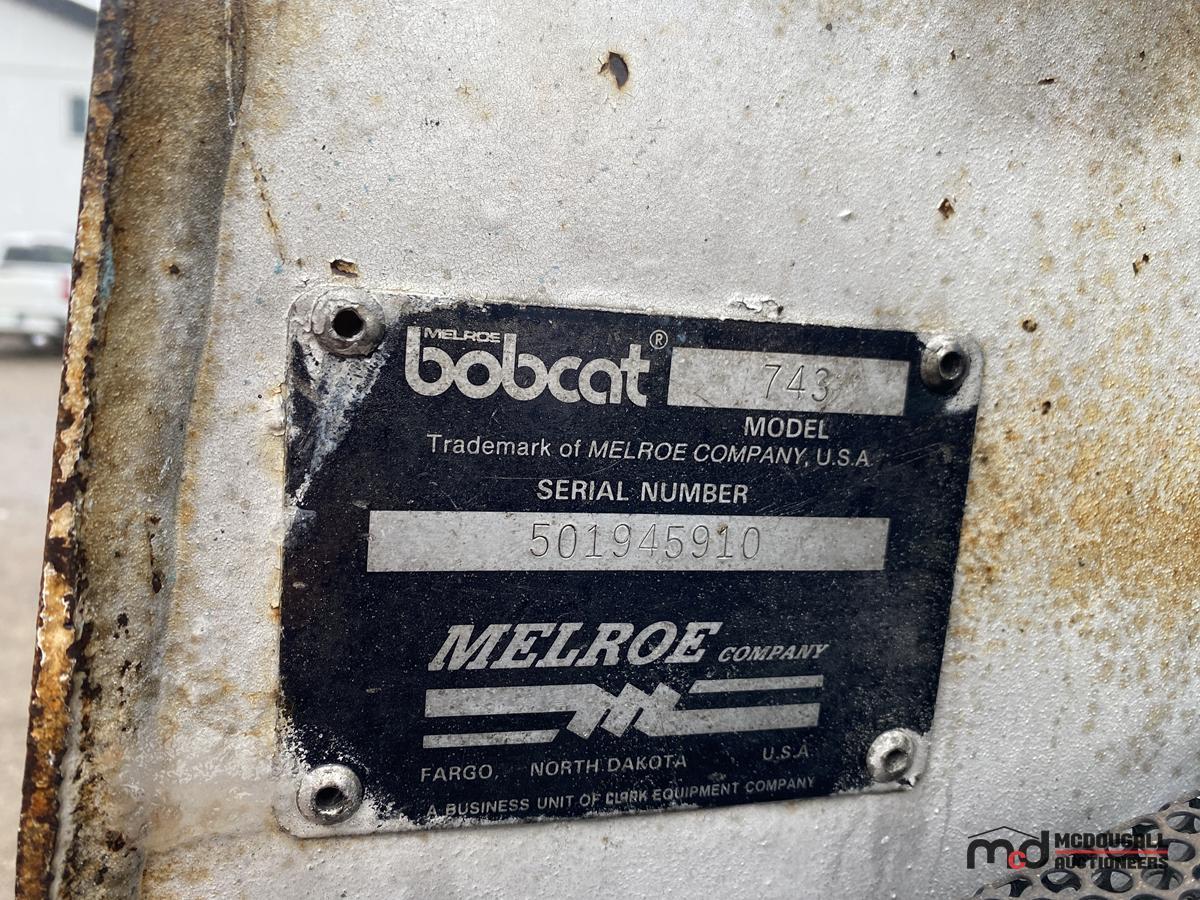 MELROE
bobcat® 743
MODEL
Trademark of MELROE COMPANY, U.S.A.
SERIAL NUMBER
501945910
MELROE COMPANY
FARGO, NORTH DAKOTA U.S.A.
A BUSINESS UNIT OF CLARK EQUIPMENT COMPANY
mcd MCDOUGALL
AUCTIONEERS